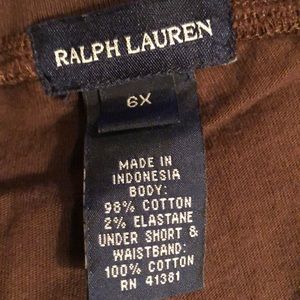 RALPH LAUREN
6X
MADE IN
INDONESIA
BODY:
98% COTTON
2% ELASTANE
UNDER SHORT &
WAISTBAND:
100% COTTON
RN 41381